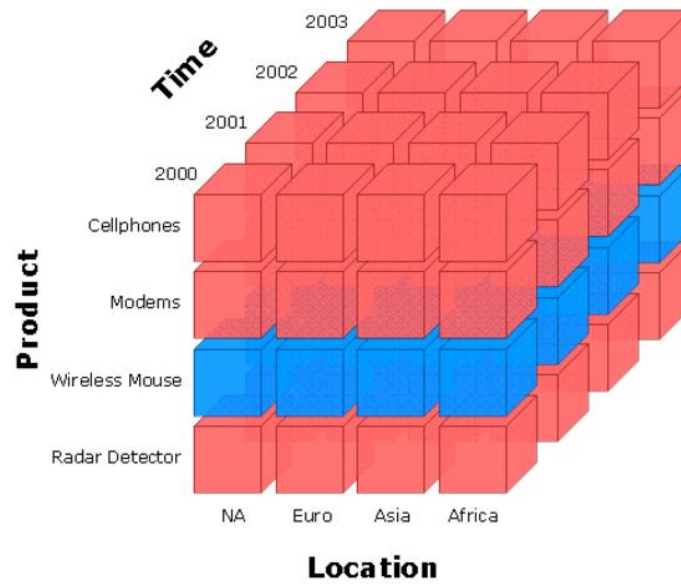 2003
Time
2002
2001
2000
Cellphones
Modems
Product
Wireless Mouse
Radar Detector
NA Euro Asia Africa
Location